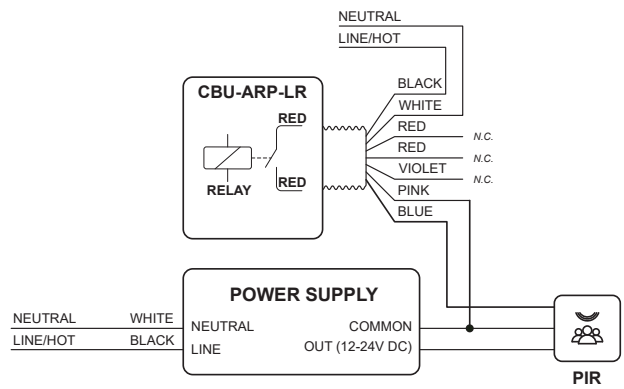 NEUTRAL
LINE/HOT
CBU-ARP-LR
RED
RELAY
RED
BLACK
WHITE
RED N.C.
RED N.C.
VIOLET N.C.
PINK
BLUE
POWER SUPPLY
NEUTRAL WHITE NEUTRAL COMMON
LINE/HOT BLACK LINE OUT (12-24V DC)
PIR